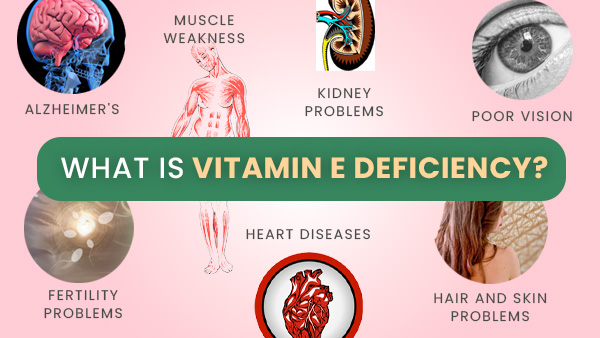 MUSCLE
WEAKNESS
ALZHEIMER'S
KIDNEY
PROBLEMS
POOR VISION
WHAT IS VITAMIN E DEFICIENCY?
HEART DISEASES
FERTILITY
PROBLEMS
HAIR AND SKIN
PROBLEMS